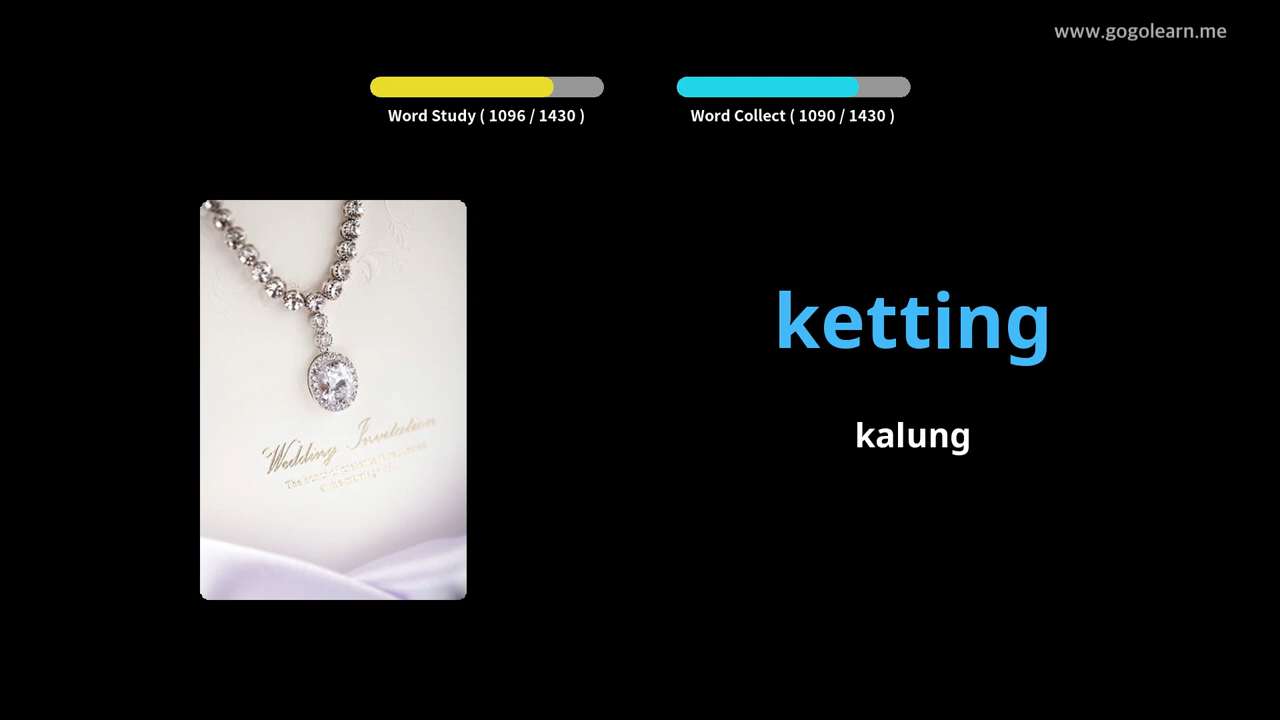 www.gogolearn.me
Word Study ( 1096 / 1430 )
Word Collect ( 1090 / 1430 )
ketting
kalung
Wedding Invitation